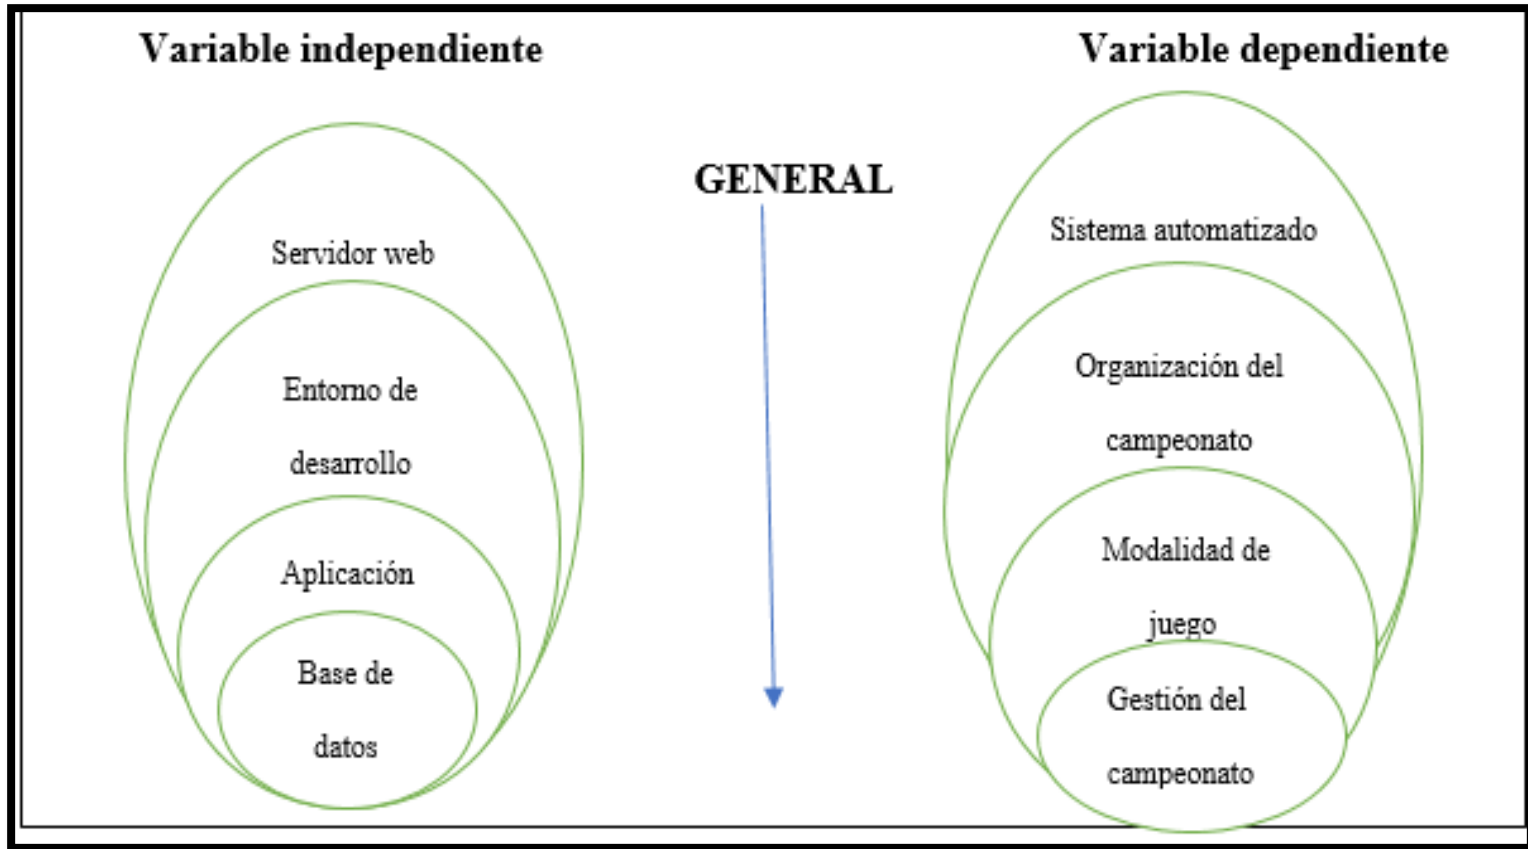 Variable independiente
Variable dependiente
GENERAL
Servidor web
Entorno de
desarrollo
Aplicación
Base de
datos
Sistema automatizado
Organización del
campeonato
Modalidad de
juego
Gestión del
campeonato